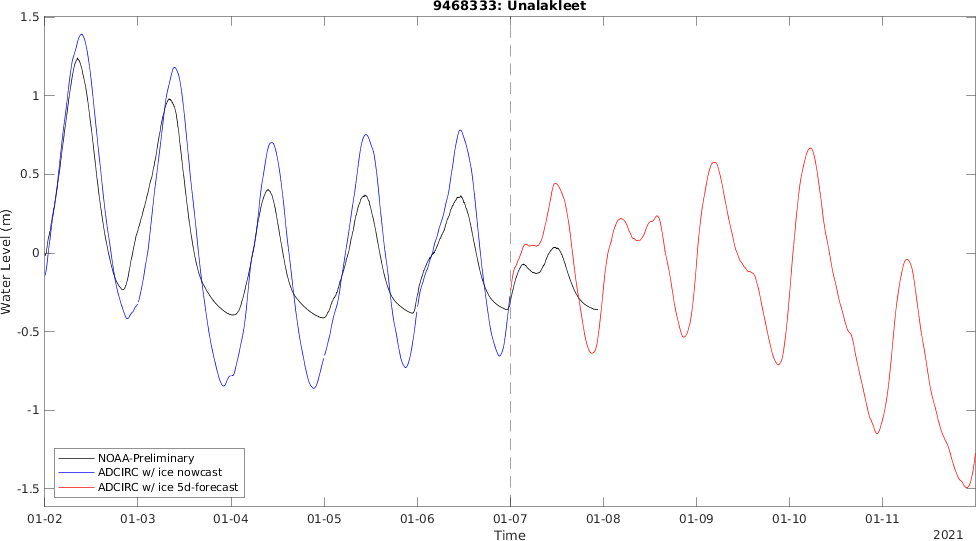 9468333: Unalakleet
Water Level (m)
1.5
1
0.5
0
-0.5
-1
-1.5
NOAA-Preliminary
ADCIRC w/ ice nowcast
ADCIRC w/ ice 5d-forecast
01-02 01-03 01-04 01-05 01-06 01-07 01-08 01-09 01-10 01-11
Time
2021